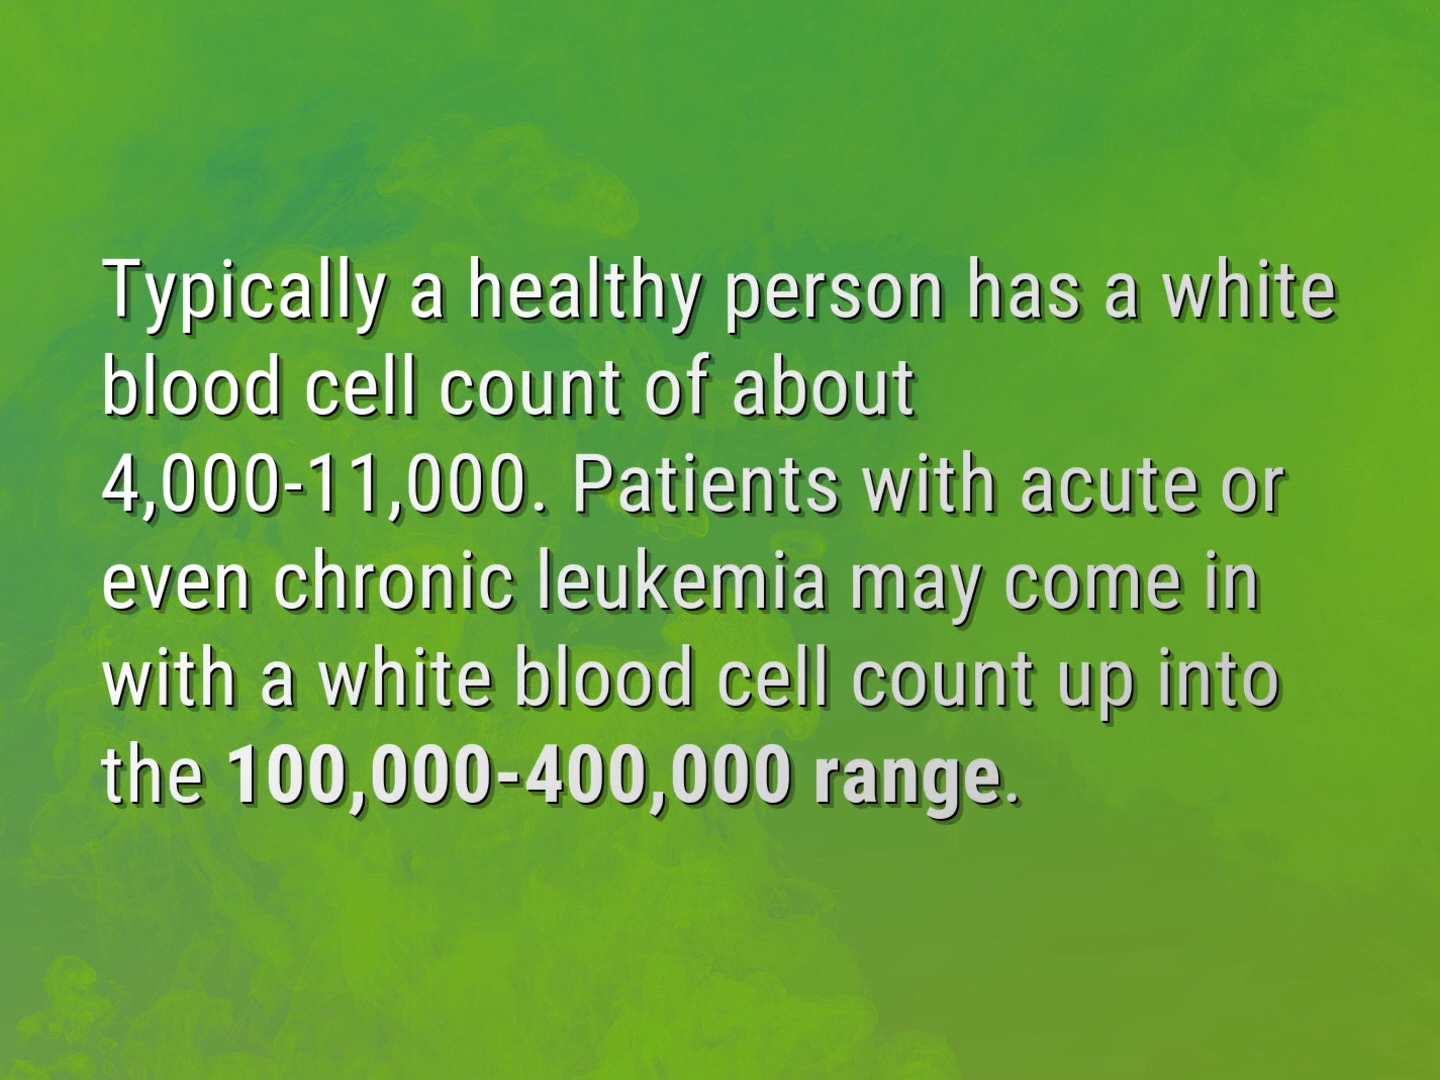 Typically a healthy person has a white
blood cell count of about
4,000-11,000. Patients with acute or
even chronic leukemia may come in
with a white blood cell count up into
the 100,000-400,000 range.